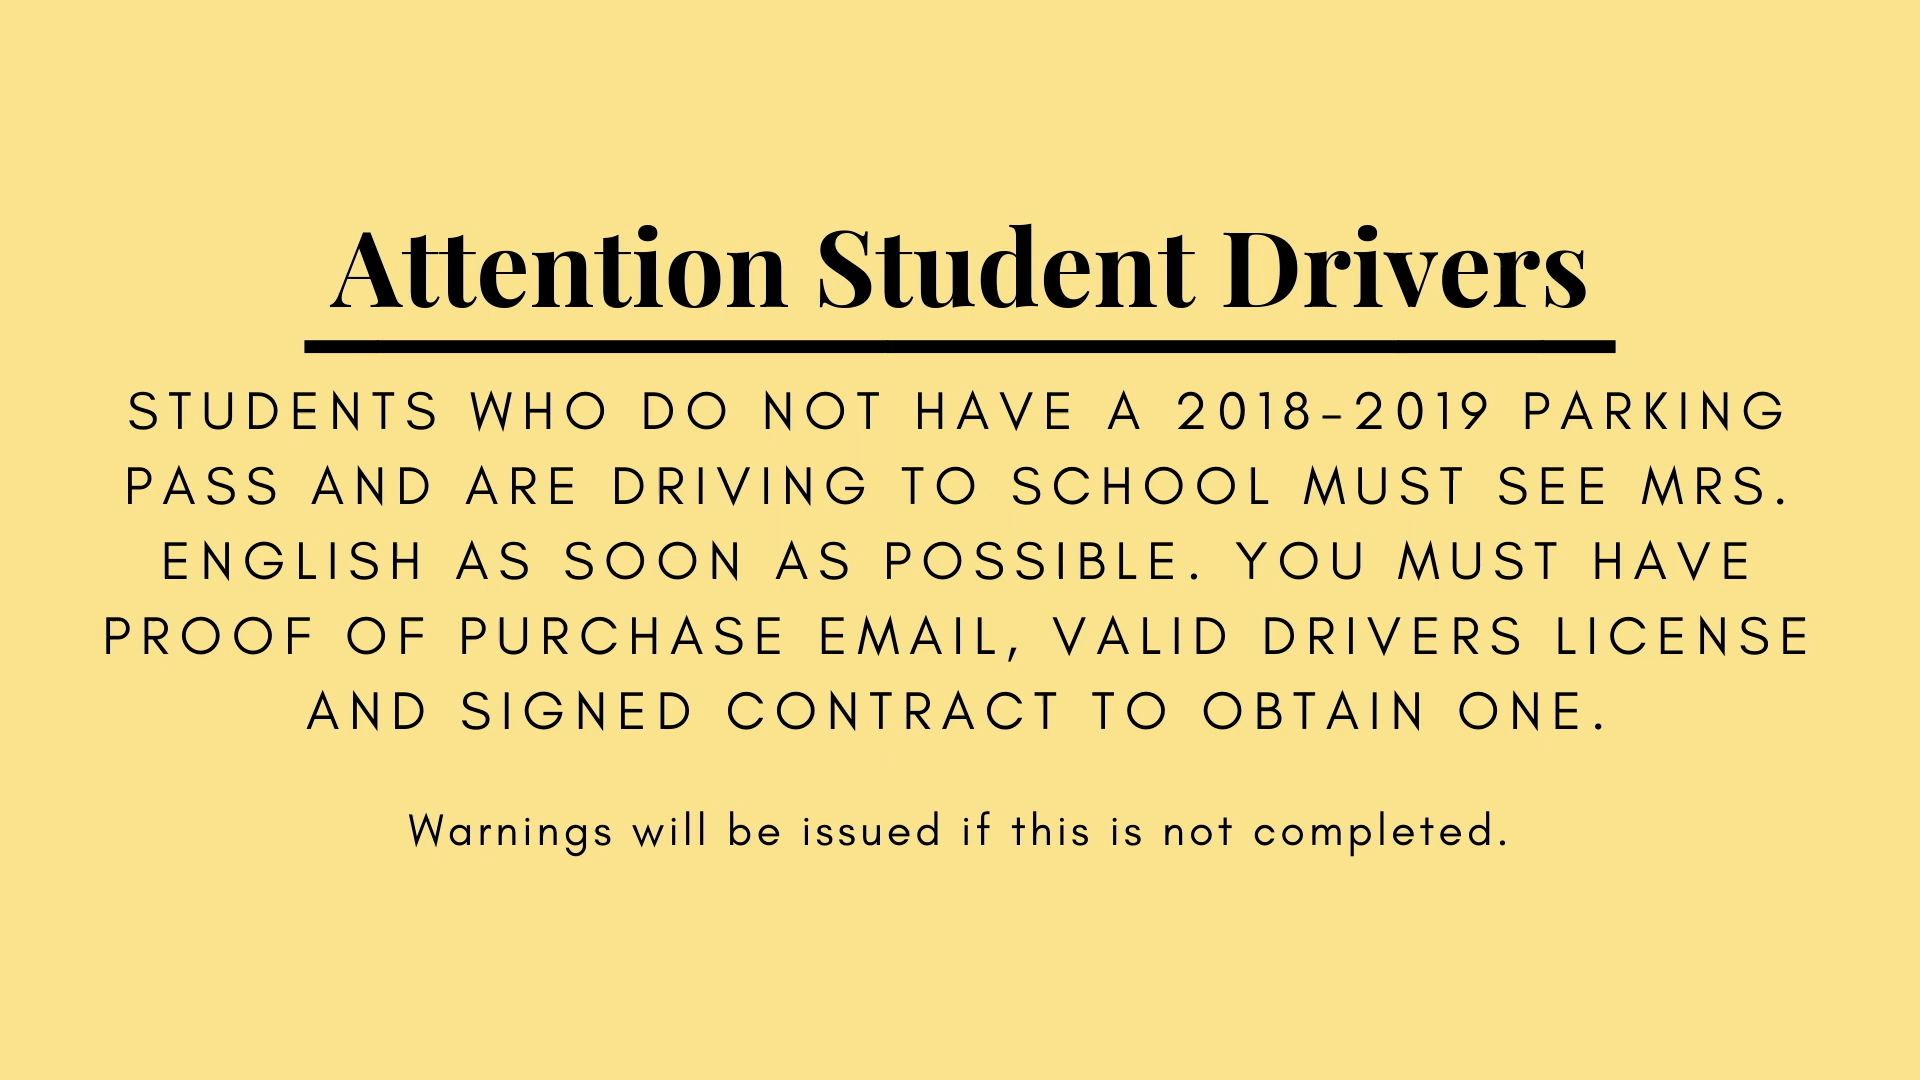 Attention Student Drivers
STUDENTS WHO DO NOT HAVE A 2018-2019 PARKING
PASS AND ARE DRIVING TO SCHOOL MUST SEE MRS.
ENGLISH AS SOON AS POSSIBLE. YOU MUST HAVE
PROOF OF PURCHASE EMAIL, VALID DRIVERS LICENSE
AND SIGNED CONTRACT TO OBTAIN ONE.
Warnings will be issued if this is not completed.